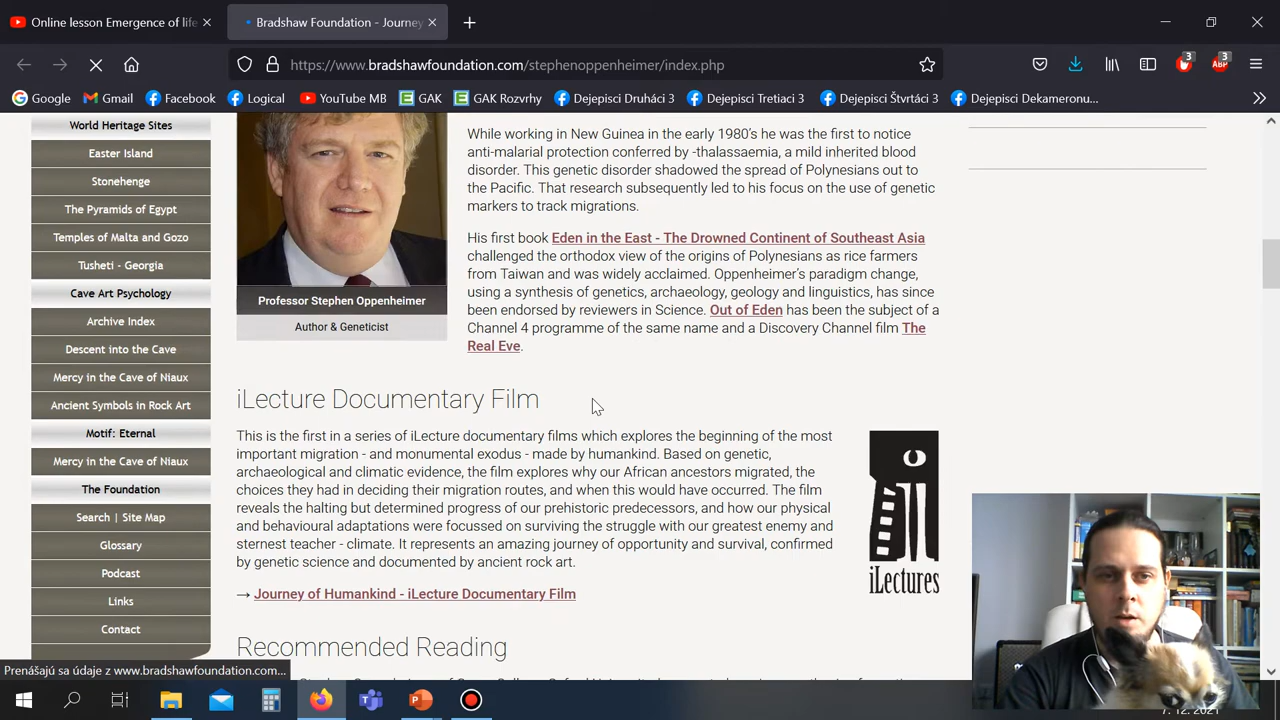 Online lesson Emergence of life
Bradshaw Foundation - Journey
https://www.bradshawfoundation.com/stephenoppenheimer/index.php
3
3
Google
Gmail
Facebook
Logical
YouTube MB
GAK
GAK Rozvrhy
Dejepisci Druháci 3
Dejepisci Tretiaci 3
Dejepisci Štvrtáci 3
Dejepisci Dekameronu...
World Heritage Sites
Easter Island
Stonehenge
The Pyramids of Egypt
Temples of Malta and Gozo
Tusheti - Georgia
Cave Art Psychology
Archive Index
Descent into the Cave
Mercy in the Cave of Niaux
Ancient Symbols in Rock Art
Motif: Eternal
Mercy in the Cave of Niaux
The Foundation
Search | Site Map
Glossary
Podcast
Links
Contact
Professor Stephen Oppenheimer
Author & Geneticist
While working in New Guinea in the early 1980's he was the first to notice
anti-malarial protection conferred by -thalassaemia, a mild inherited blood
disorder. This genetic disorder shadowed the spread of Polynesians out to
the Pacific. That research subsequently led to his focus on the use of genetic
markers to track migrations.
His first book Eden in the East - The Drowned Continent of Southeast Asia
challenged the orthodox view of the origins of Polynesians as rice farmers
from Taiwan and was widely acclaimed. Oppenheimer's paradigm change,
using a synthesis of genetics, archaeology, geology and linguistics, has since
been endorsed by reviewers in Science. Out of Eden has been the subject of a
Channel 4 programme of the same name and a Discovery Channel film The
Real Eve.
iLecture Documentary Film
This is the first in a series of iLecture documentary films which explores the beginning of the most
important migration - and monumental exodus - made by humankind. Based on genetic,
archaeological and climatic evidence, the film explores why our African ancestors migrated, the
choices they had in deciding their migration routes, and when this would have occurred. The film
reveals the halting but determined progress of our prehistoric predecessors, and how our physical
and behavioural adaptations were focussed on surviving the struggle with our greatest enemy and
sternest teacher - climate. It represents an amazing journey of opportunity and survival, confirmed
by genetic science and documented by ancient rock art.
iLectures
→ Journey of Humankind - iLecture Documentary Film
Recommended Reading
Prenášajú sa údaje z www.bradshawfoundation.com...
7. 12. 2021